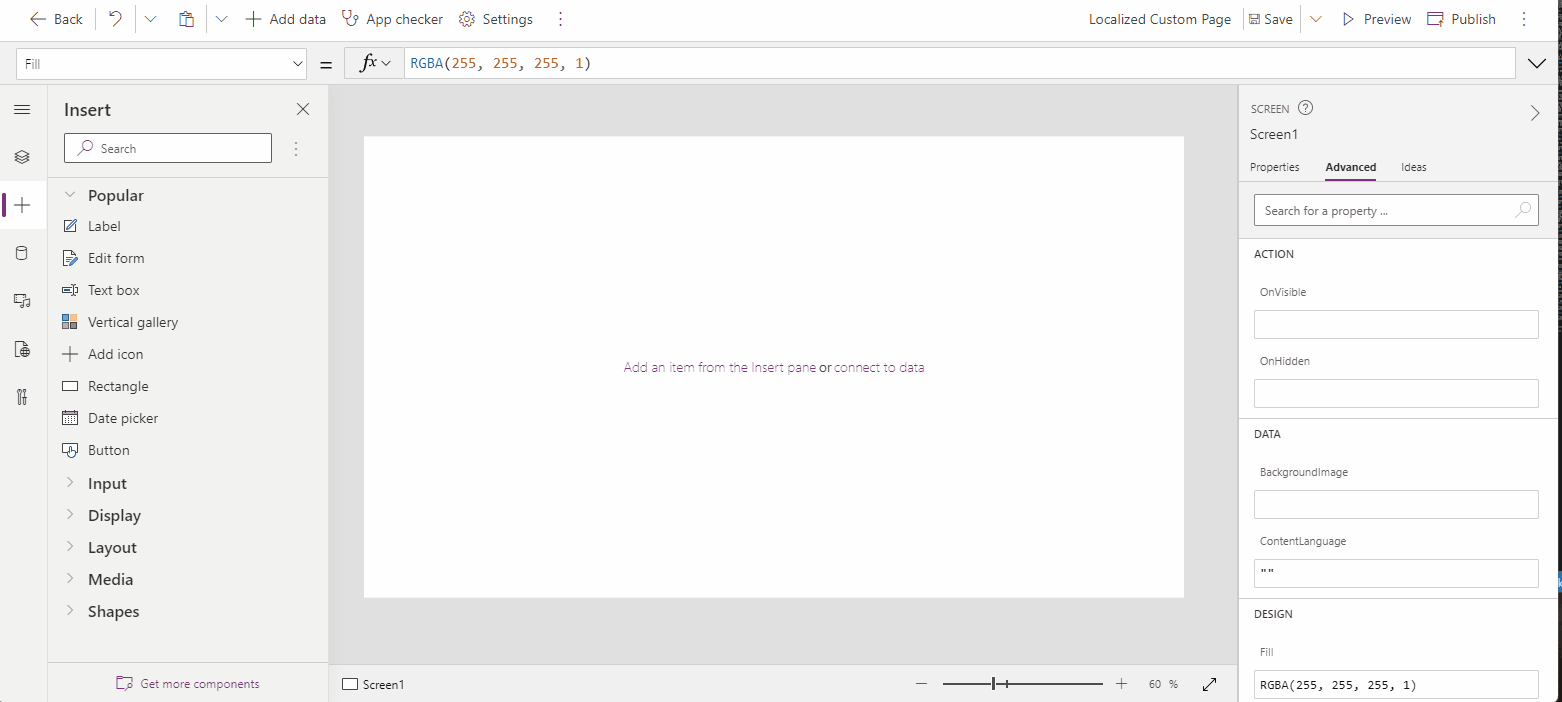 Back
Add data
App checker
Settings
Localized Custom Page
Save
Preview
Publish
Fill
=
fx
RGBA(255, 255, 255, 1)
Insert
Search
Popular
Label
Edit form
Text box
Vertical gallery
Add icon
Rectangle
Date picker
Button
Input
Display
Layout
Media
Shapes
Get more components
Add an item from the Insert pane or connect to data
Screen1
60 %
SCREEN
Screen1
Properties
Advanced
Ideas
Search for a property ...
ACTION
OnVisible
OnHidden
DATA
BackgroundImage
ContentLanguage
""
DESIGN
Fill
RGBA(255, 255, 255, 1)